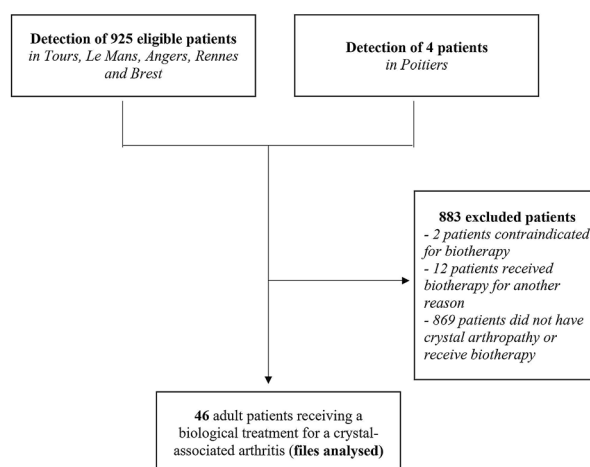 Detection of 925 eligible patients
in Tours, Le Mans, Angers, Rennes
and Brest
Detection of 4 patients
in Poitiers
883 excluded patients
- 2 patients contraindicated
for biotherapy
- 12 patients received
biotherapy for another
reason
- 869 patients did not have
crystal arthropathy or
receive biotherapy
46 adult patients receiving a
biological treatment for a crystal-
associated arthritis (files analysed)